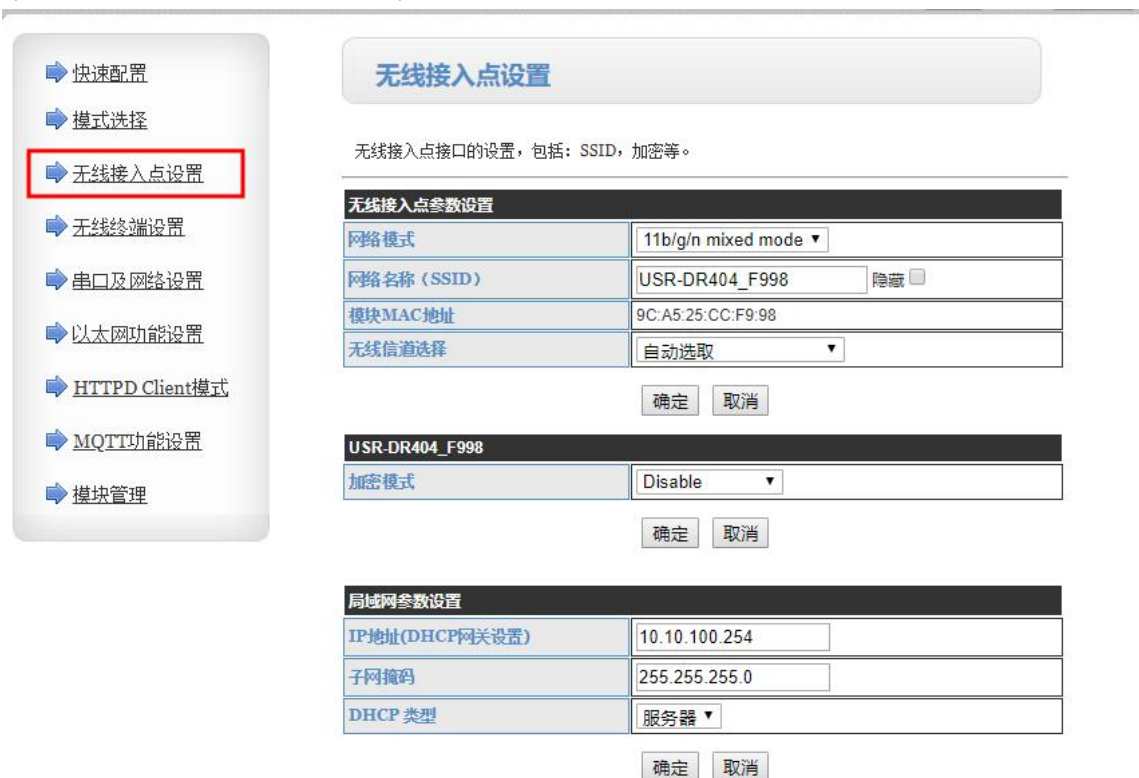 快速配置
模式选择
无线接入点设置
无线终端设置
串口及网络设置
以太网功能设置
HTTPD Client模式
MQTT功能设置
模块管理
无线接入点设置
无线接入点接口的设置，包括：SSID，加密等。
无线接入点参数设置
网络模式 11b/g/n mixed mode
网络名称（SSID） USR-DR404_F998 隐藏
模块MAC地址 9C:A5:25:CC:F9:98
无线信道选择 自动选取
确定 取消
USR-DR404_F998
加密模式 Disable
确定 取消
局域网参数设置
IP地址(DHCP网关设置) 10.10.100.254
子网掩码 255.255.255.0
DHCP 类型 服务器
确定 取消